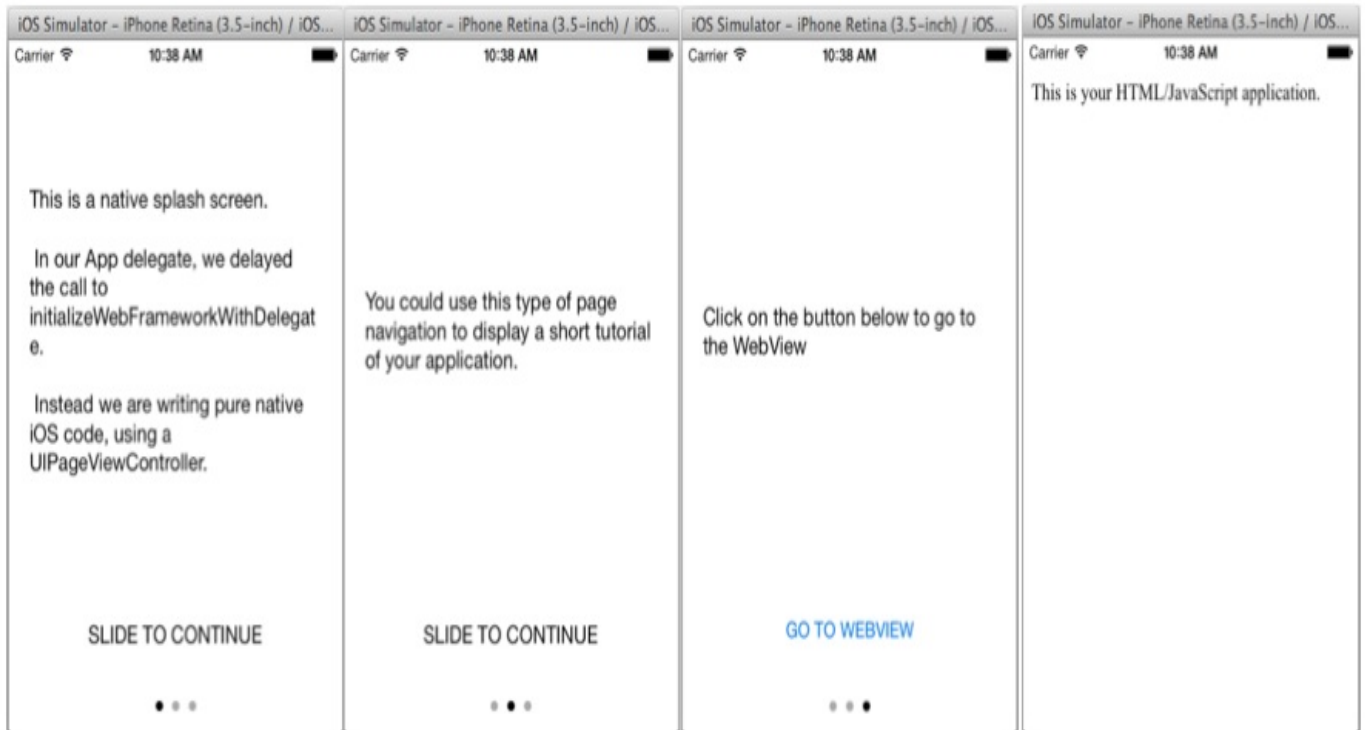 iOS Simulator – iPhone Retina (3.5-inch) / iOS...
Carrier 10:38 AM
This is a native splash screen.
In our App delegate, we delayed
the call to
initializeWebFrameworkWithDelegat
e.
Instead we are writing pure native
iOS code, using a
UIPageViewController.
SLIDE TO CONTINUE
iOS Simulator – iPhone Retina (3.5-inch) / iOS...
Carrier 10:38 AM
You could use this type of page
navigation to display a short tutorial
of your application.
SLIDE TO CONTINUE
iOS Simulator – iPhone Retina (3.5-inch) / iOS...
Carrier 10:38 AM
Click on the button below to go to
the WebView
GO TO WEBVIEW
iOS Simulator – iPhone Retina (3.5-inch) / iOS...
Carrier 10:38 AM
This is your HTML/JavaScript application.